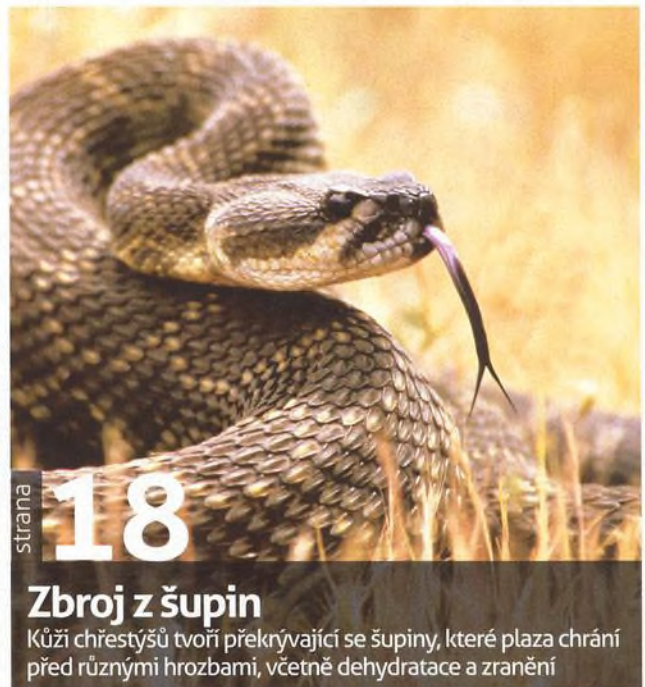 strana
18
Zbroj z šupin
Kůži chřestýšů tvoří překrývající se šupiny, které plaza chrání
před různými hrozbami, včetně dehydratace a zranění